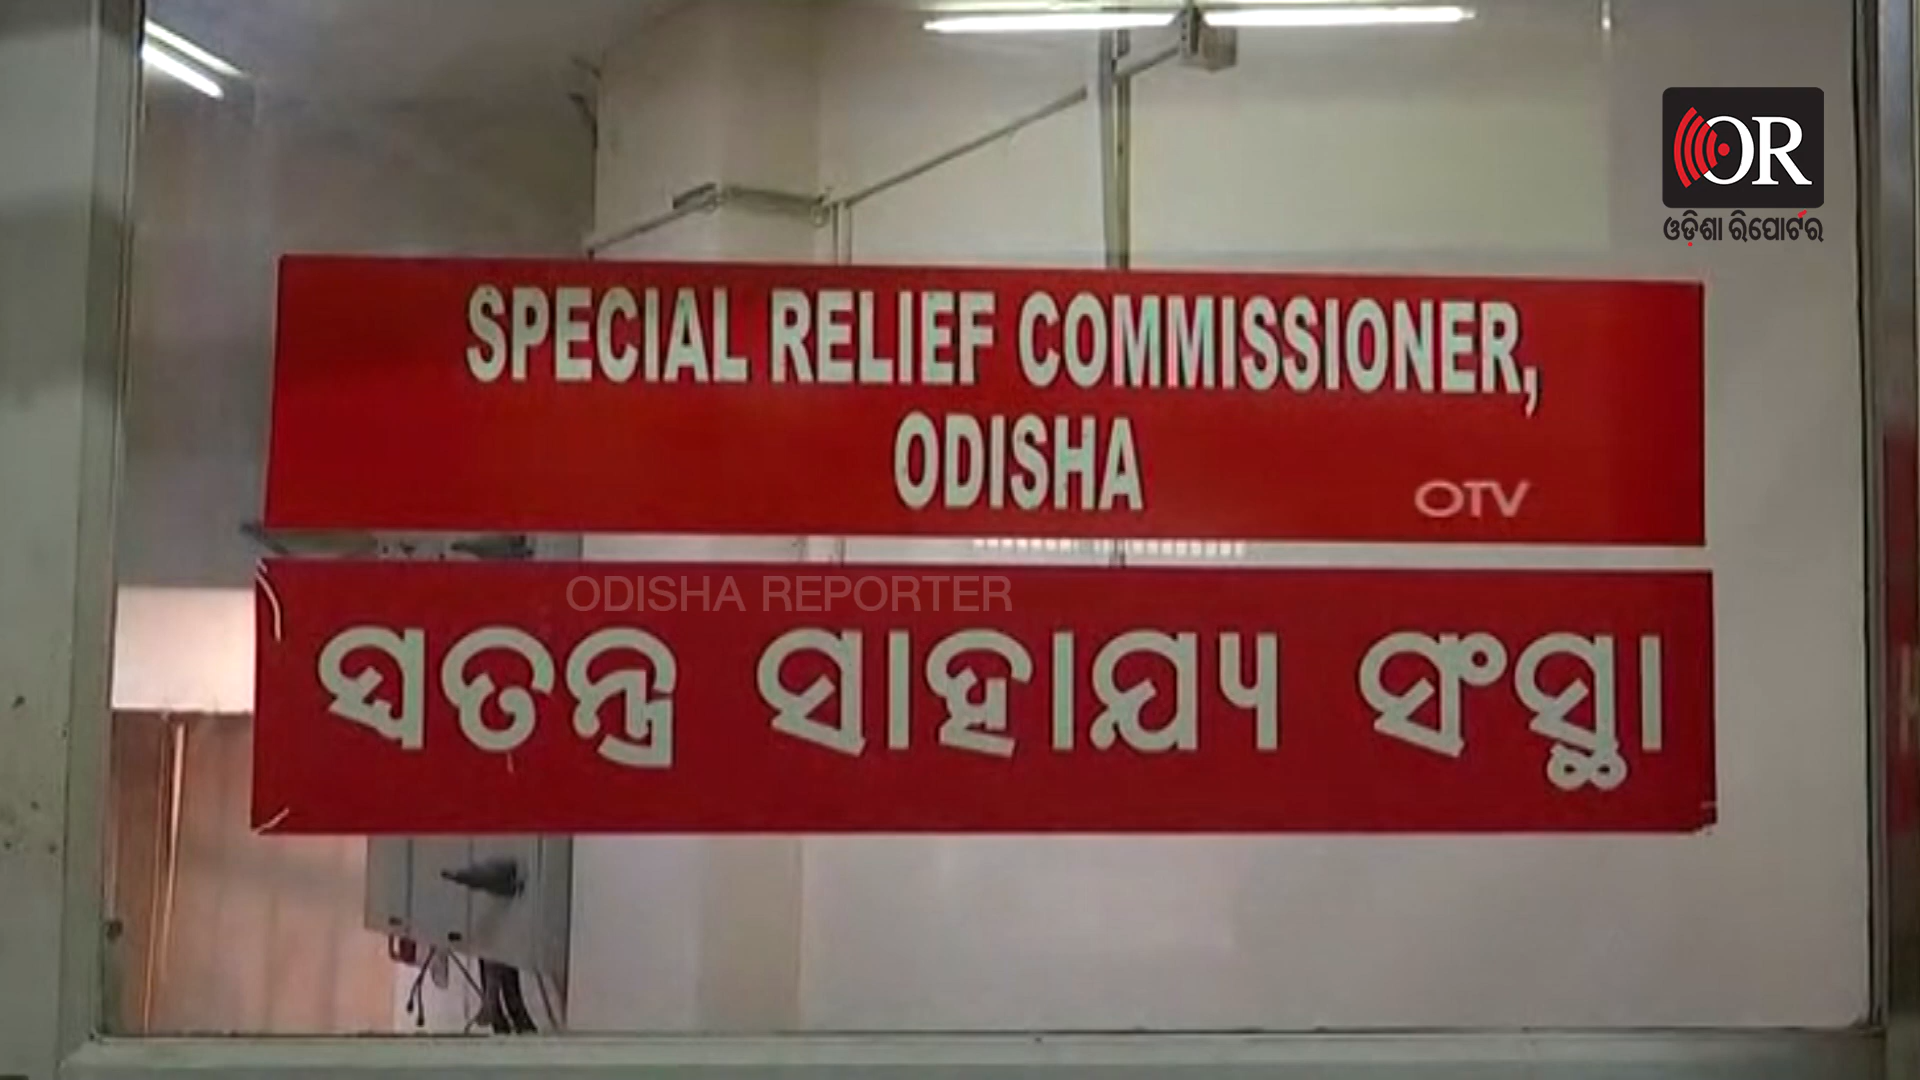 OR
ଓଡ଼ିଶା ରିପୋର୍ଟର
SPECIAL RELIEF COMMISSIONER,
ODISHA
OTV
ODISHA REPORTER
ସ୍ୱତନ୍ତ୍ର ସାହାଯ୍ୟ ସଂସ୍ଥା